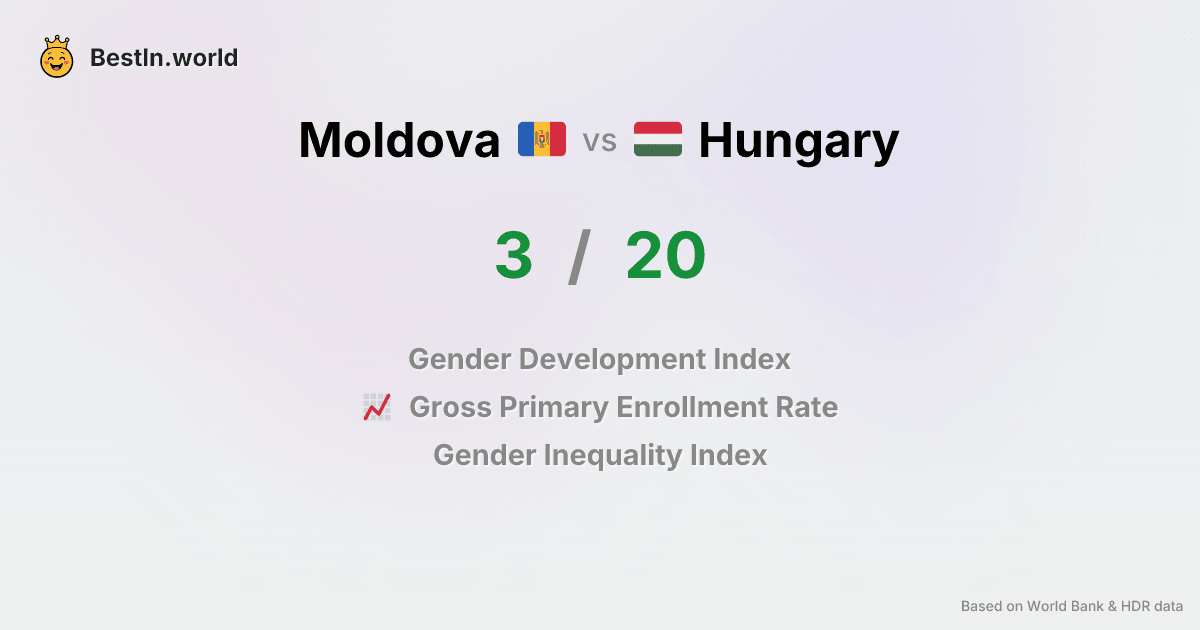 BestIn.world
Moldova vs Hungary
3 / 20
Gender Development Index
Gross Primary Enrollment Rate
Gender Inequality Index
Based on World Bank & HDR data